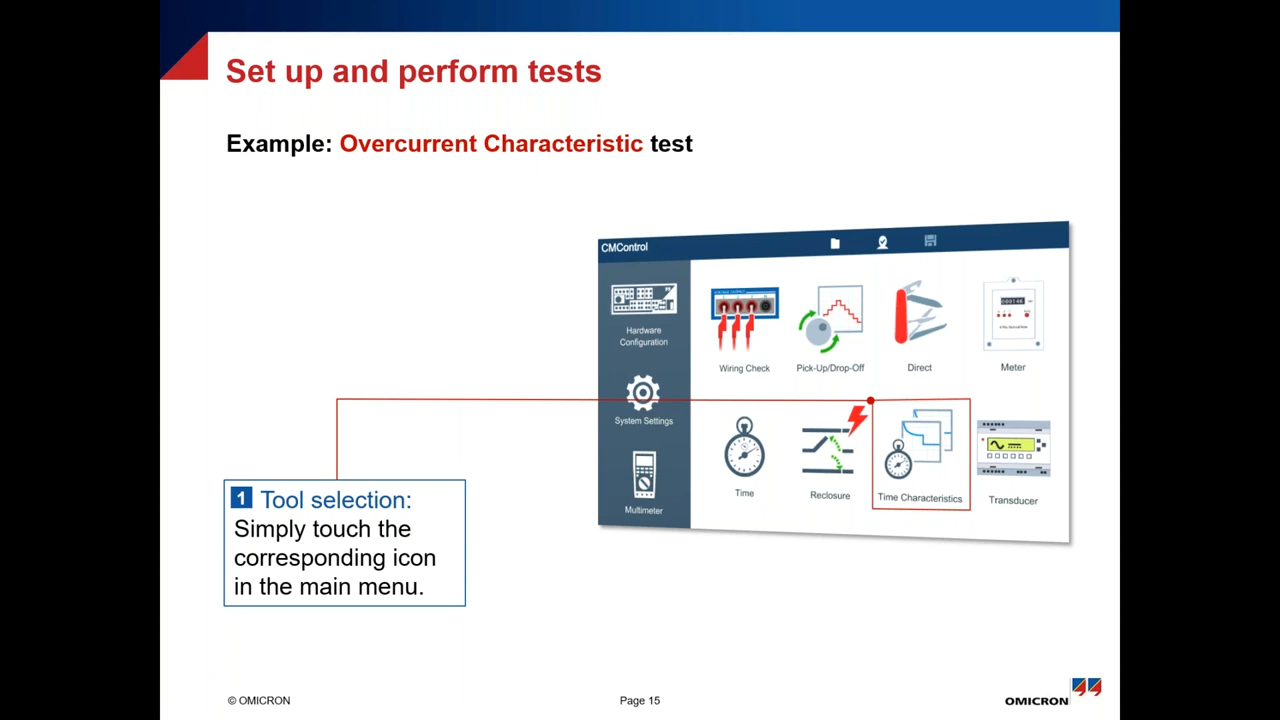 Set up and perform tests
Example: Overcurrent Characteristic test
CMControl
Hardware
Configuration
System Settings
Multimeter
Wiring Check
Pick-Up/Drop-Off
Direct
Meter
Time
Reclosure
Time Characteristics
Transducer
1 Tool selection:
Simply touch the
corresponding icon
in the main menu.
© OMICRON
Page 15
OMICRON